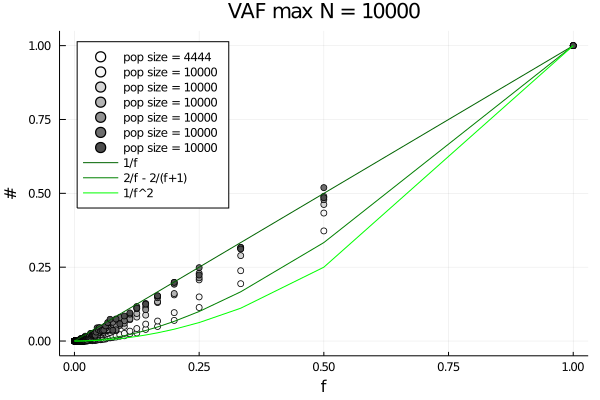 VAF max N = 10000
1.00
0.75
0.50
0.25
0.00
#
pop size = 4444
pop size = 10000
pop size = 10000
pop size = 10000
pop size = 10000
pop size = 10000
pop size = 10000
1/f
2/f - 2/(f+1)
1/f^2
0.00 0.25 0.50 0.75 1.00
f